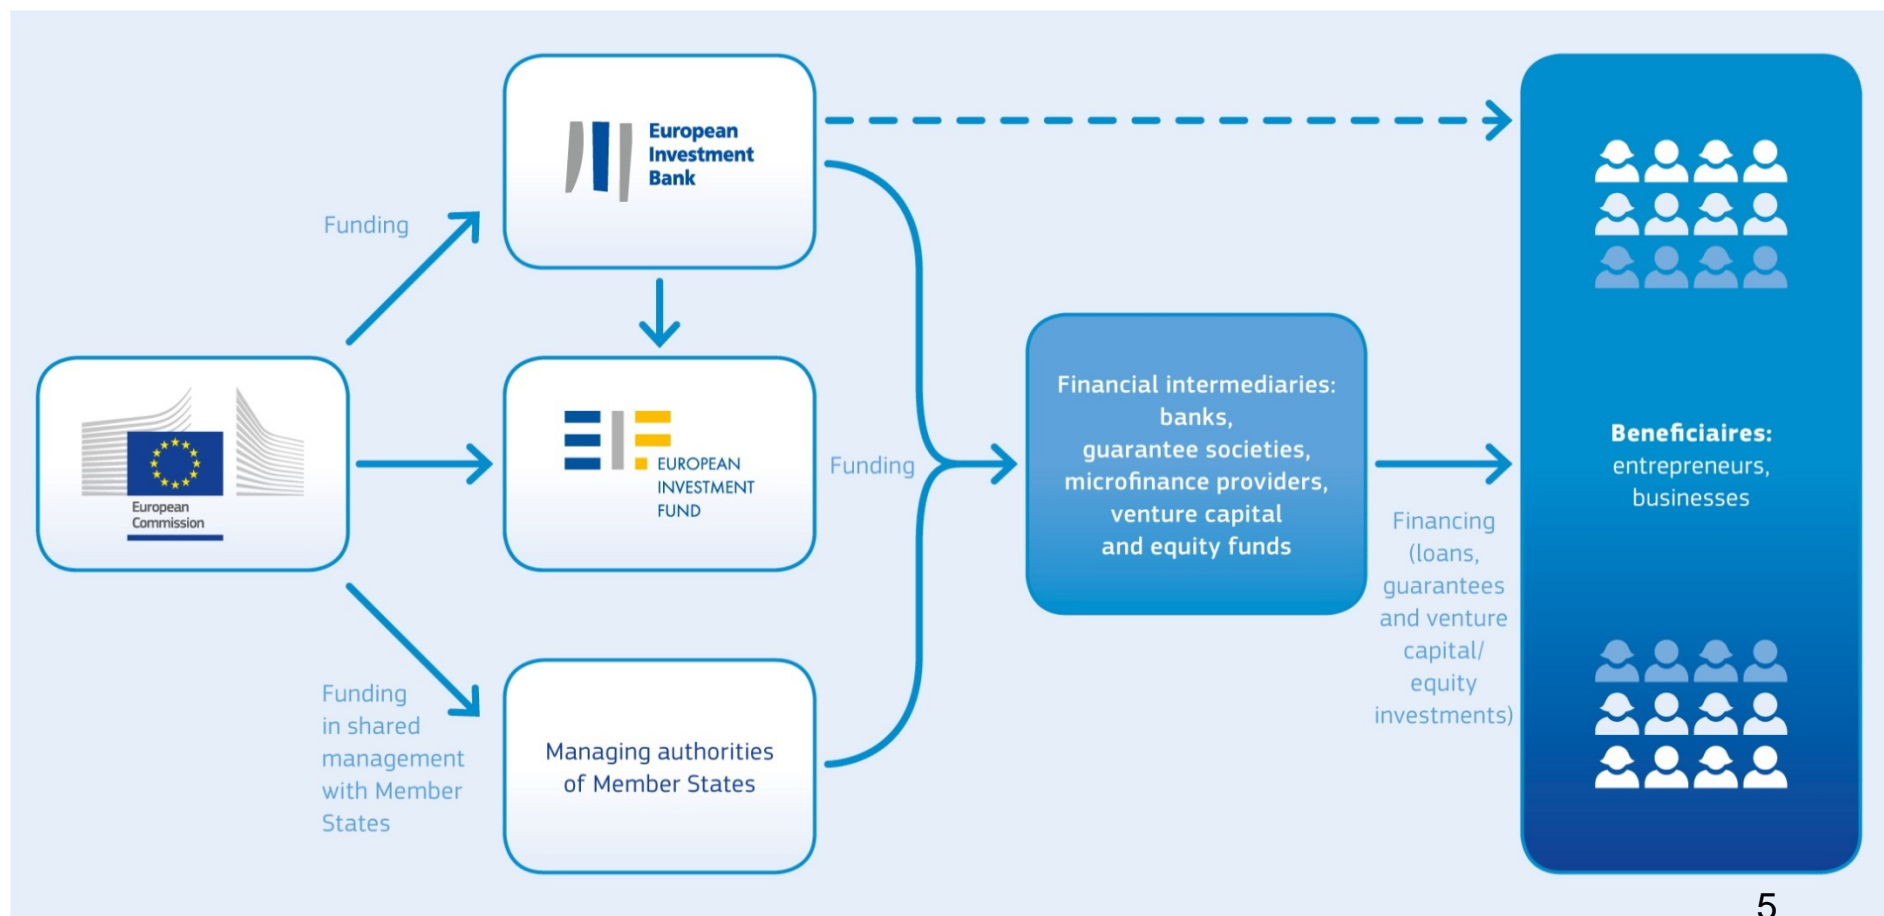 European
Investment
Bank
Funding
European
Commission
EUROPEAN
INVESTMENT
FUND
Funding
Funding
in shared
management
with Member
States
Managing authorities
of Member States
Financial intermediaries:
banks,
guarantee societies,
microfinance providers,
venture capital
and equity funds
Financing
(loans,
guarantees
and venture
capital/
equity
investments)
Beneficiaires:
entrepreneurs,
businesses
5